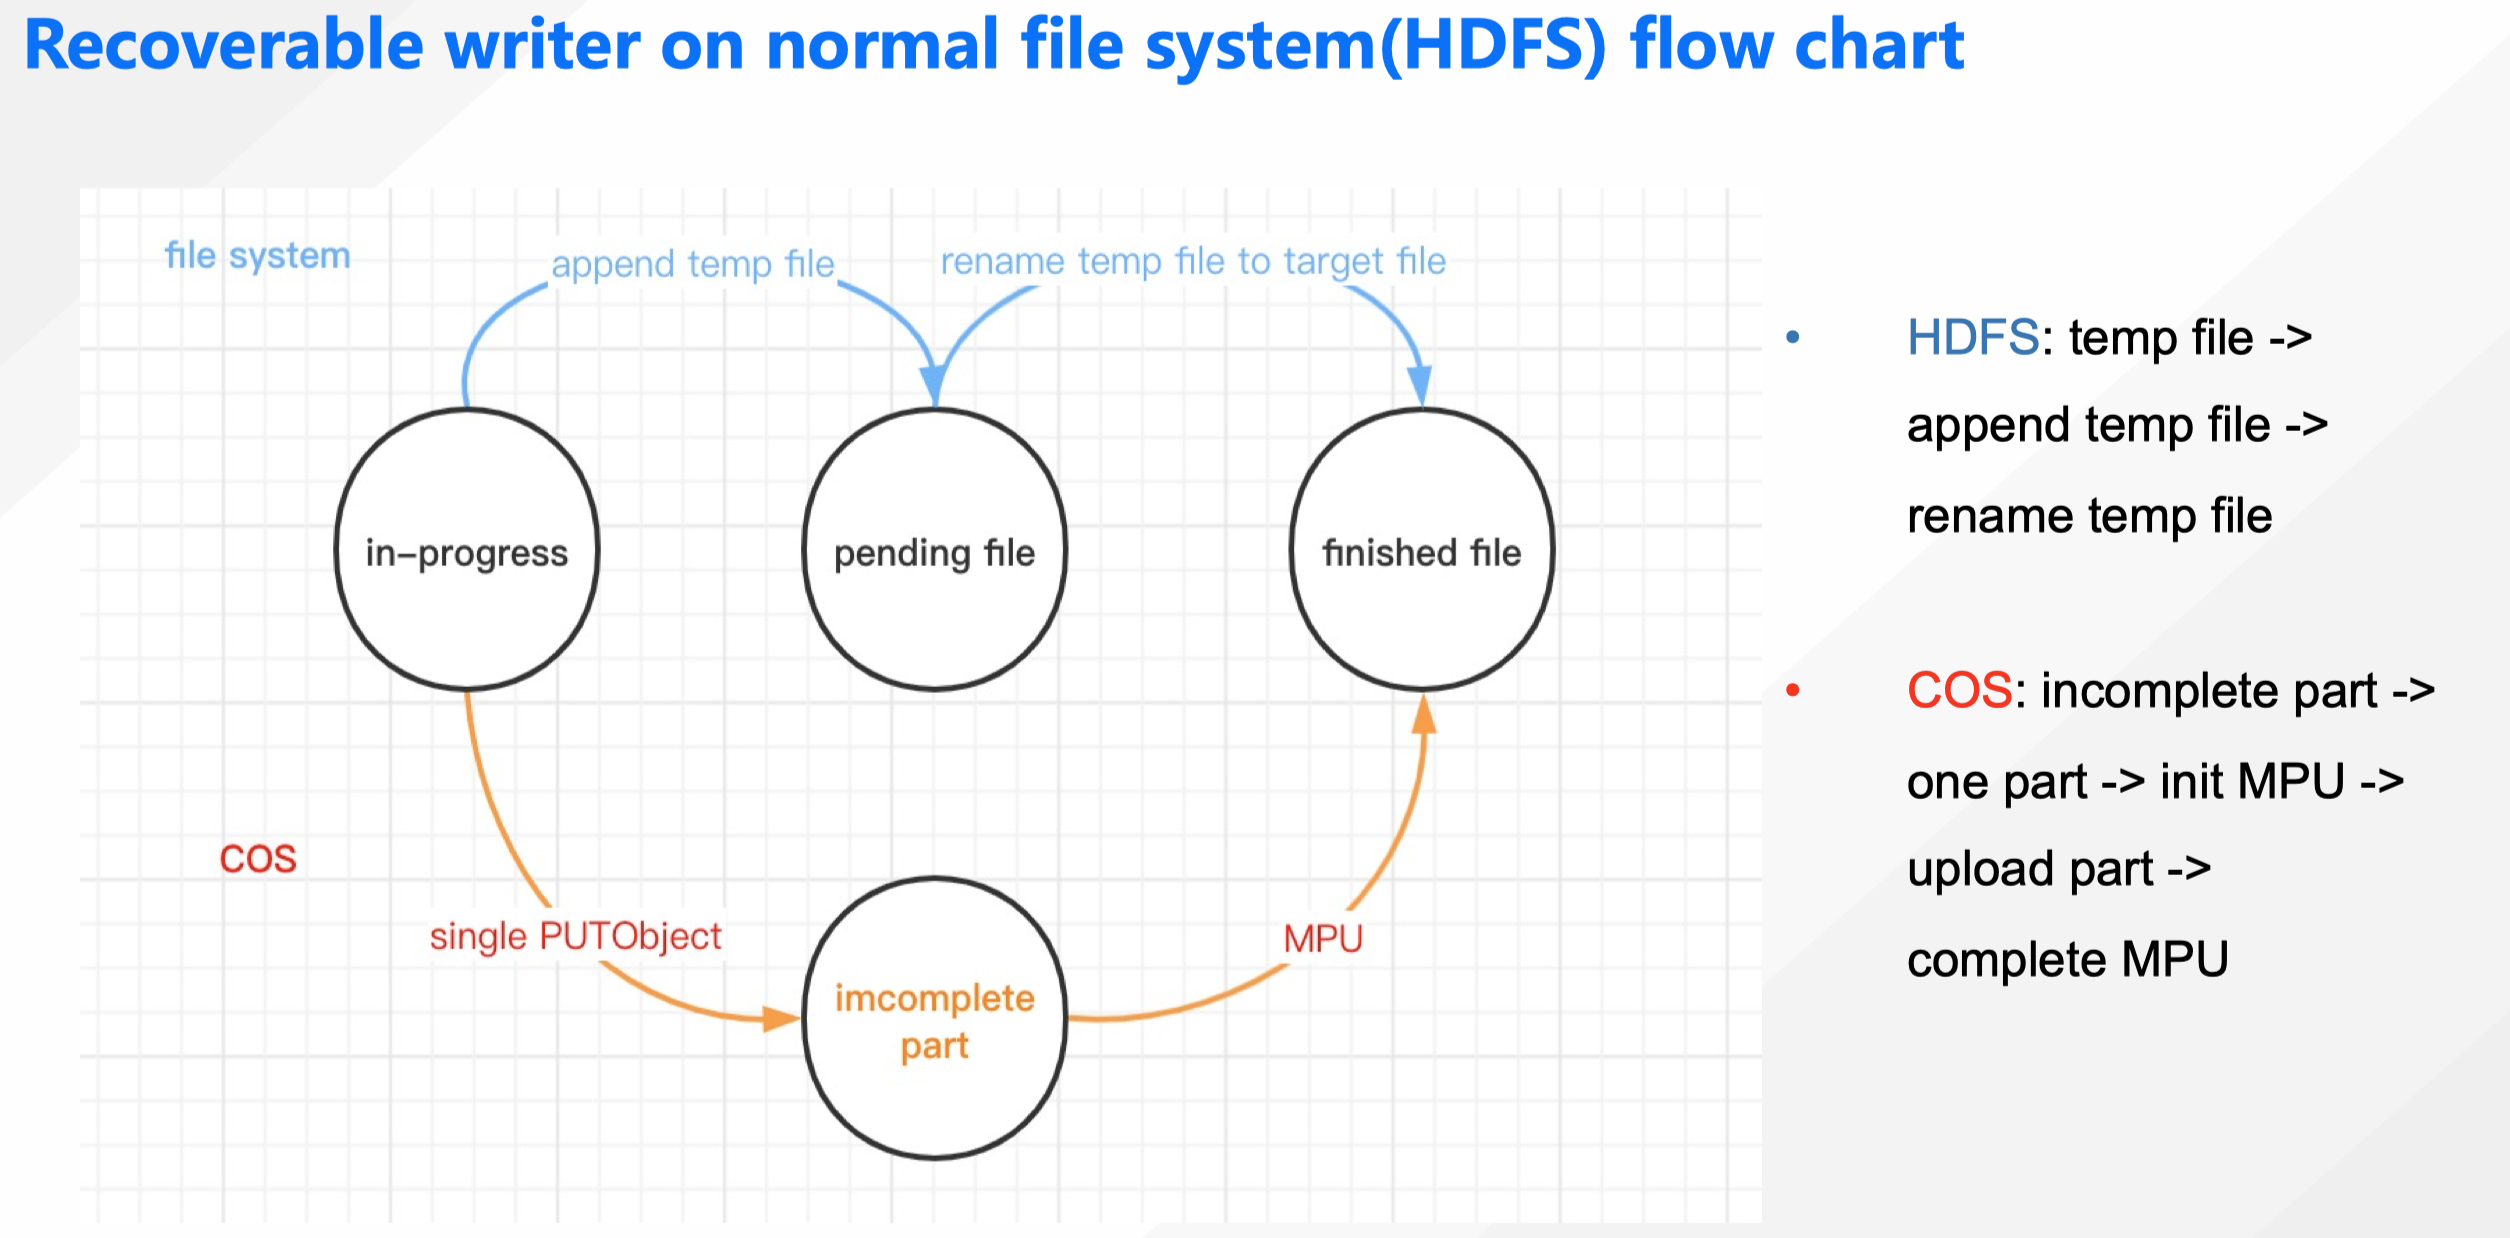 Recoverable writer on normal file system(HDFS) flow chart
file system
append temp file
rename temp file to target file
in-progress
pending file
finished file
COS
single PUTObject
MPU
imcomplete
part
• HDFS: temp file ->
append temp file ->
rename temp file
• COS: incomplete part ->
one part -> init MPU ->
upload part ->
complete MPU